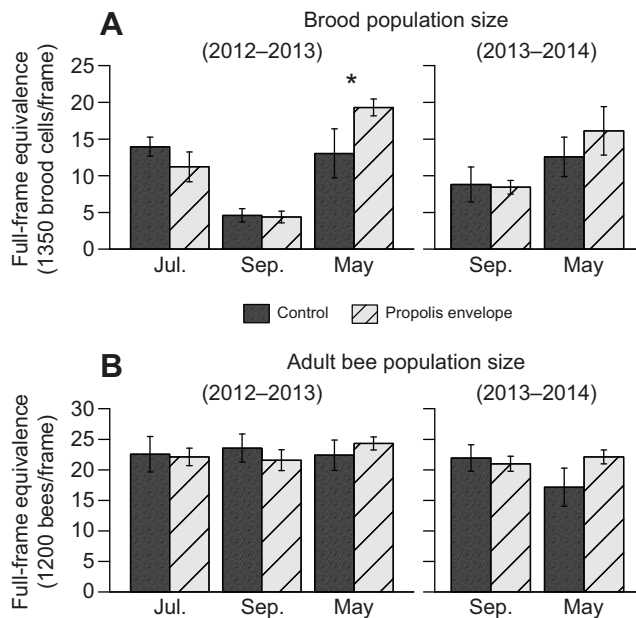 A
Brood population size
(2012–2013)
(2013–2014)
Full-frame equivalence
(1350 brood cells/frame)
25
20
15
10
5
0
*
Jul.
Sep.
May
Sep.
May
Control
Propolis envelope
B
Adult bee population size
(2012–2013)
(2013–2014)
Full-frame equivalence
(1200 bees/frame)
30
25
20
15
10
5
0
Jul.
Sep.
May
Sep.
May